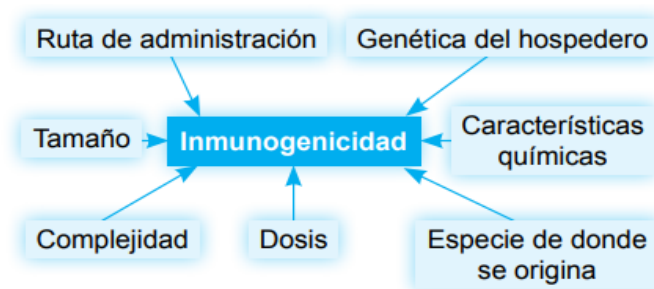 Ruta de administración
Genética del hospedero
Tamaño
Inmunogenicidad
Características
químicas
Complejidad
Dosis
Especie de donde
se origina